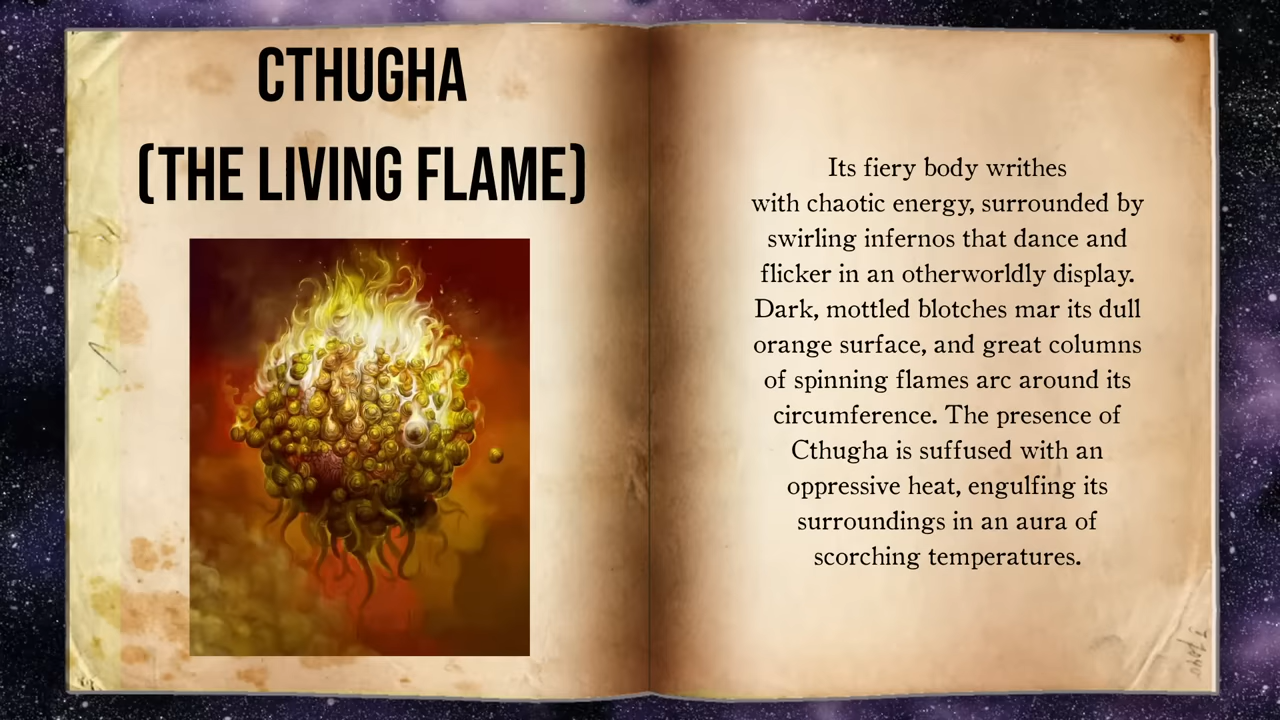 CTHUGHA
(THE LIVING FLAME)
Its fiery body writhes
with chaotic energy, surrounded by
swirling infernos that dance and
flicker in an otherworldly display.
Dark, mottled blotches mar its dull
orange surface, and great columns
of spinning flames arc around its
circumference. The presence of
Cthugha is suffused with an
oppressive heat, engulfing its
surroundings in an aura of
scorching temperatures.